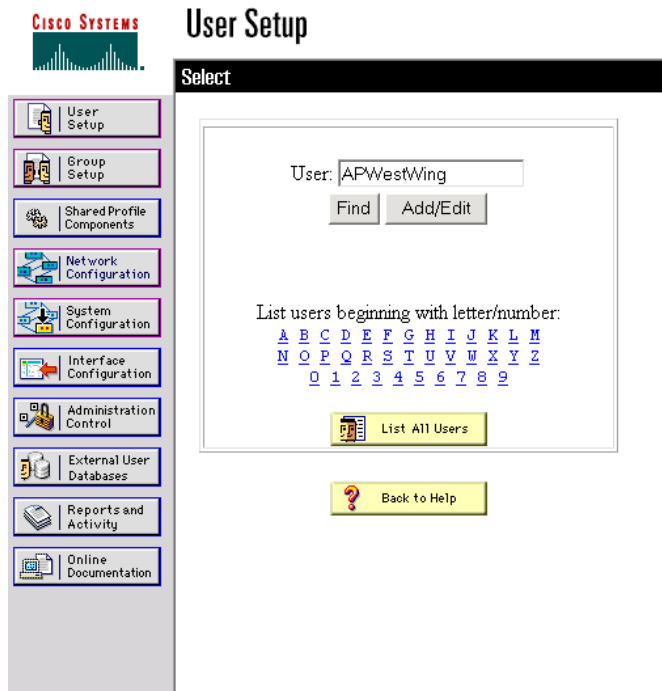 CISCO SYSTEMS
User Setup
Select
User
Setup
Group
Setup
Shared Profile
Components
Network
Configuration
System
Configuration
Interface
Configuration
Administration
Control
External User
Databases
Reports and
Activity
Online
Documentation
User: APWestWing
Find Add/Edit
List users beginning with letter/number:
A B C D E F G H I J K L M
N O P Q R S T U V W X Y Z
0 1 2 3 4 5 6 7 8 9
List All Users
? Back to Help